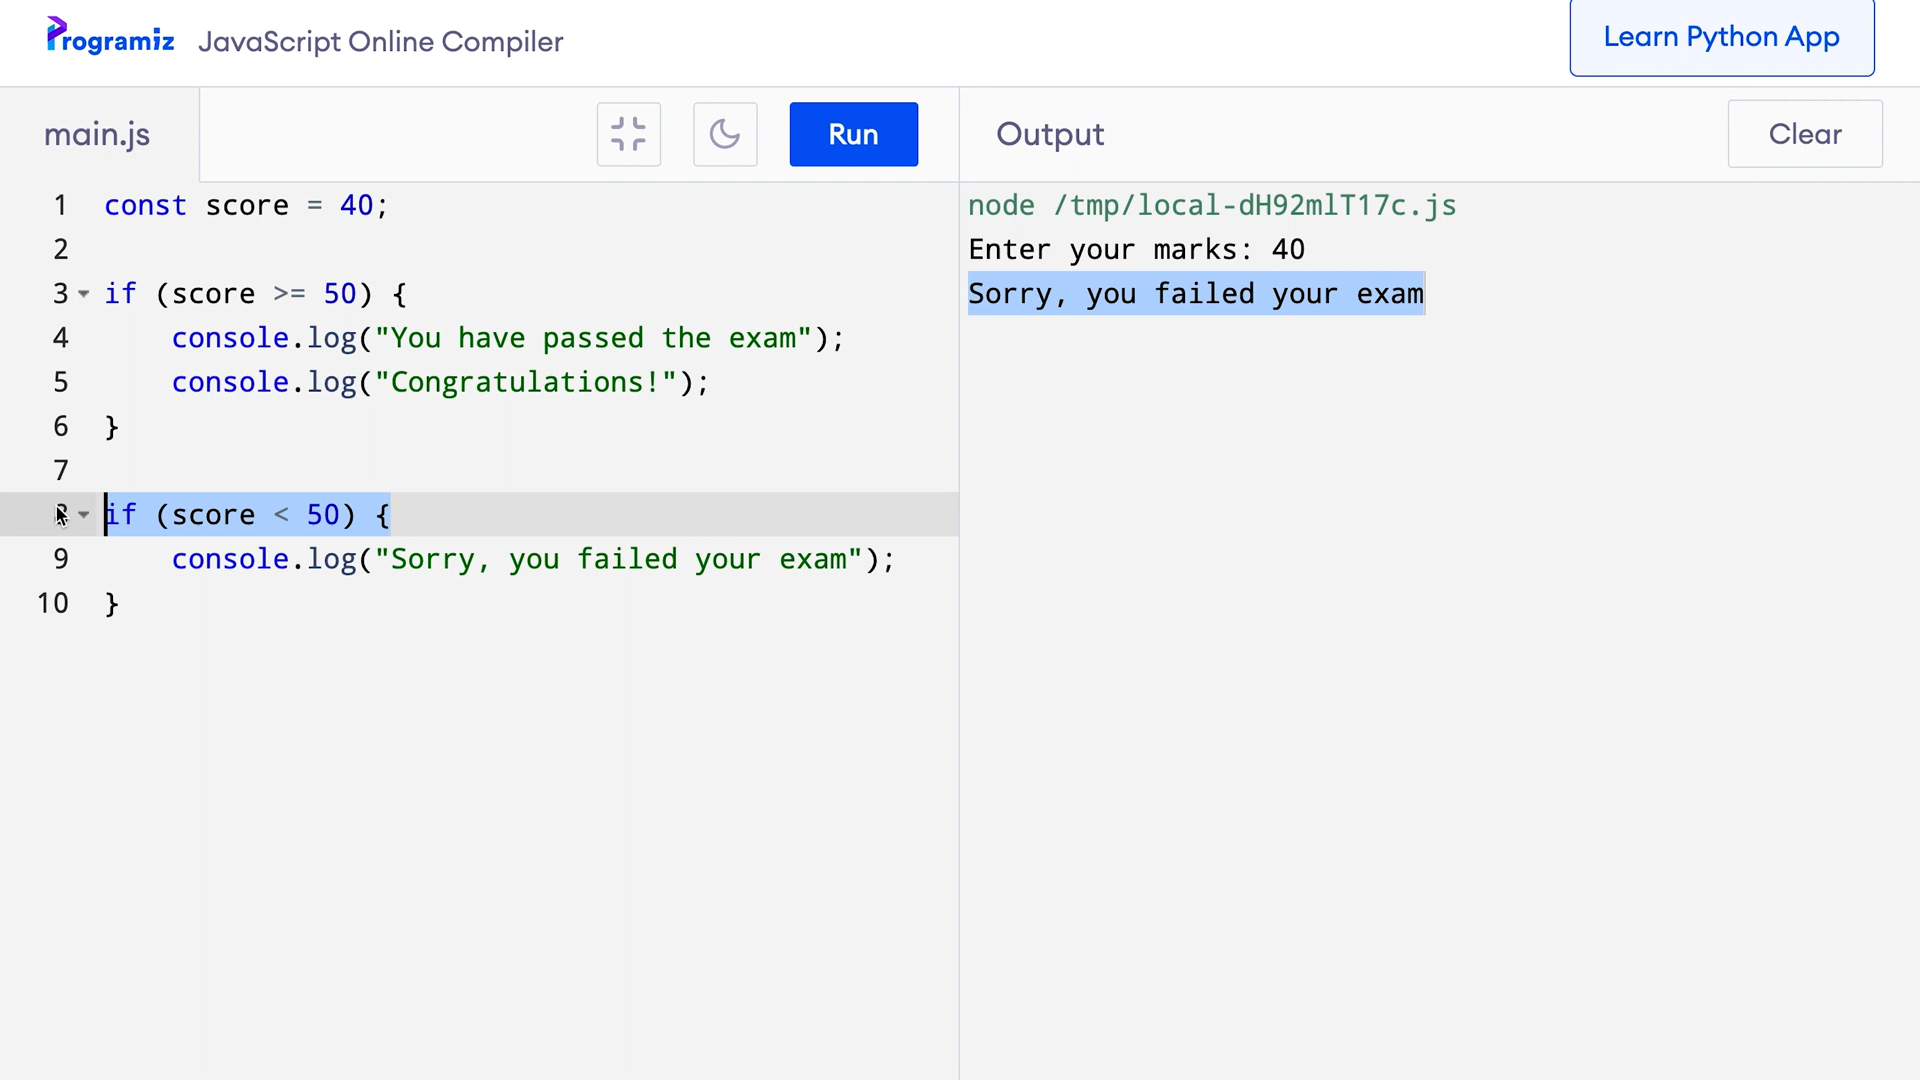 Programiz JavaScript Online Compiler
Learn Python App
main.js
Run
Output
Clear
1 const score = 40;
2
3 if (score >= 50) {
4     console.log("You have passed the exam");
5     console.log("Congratulations!");
6 }
7
8 if (score < 50) {
9     console.log("Sorry, you failed your exam");
10 }
node /tmp/local-dH92mlT17c.js
Enter your marks: 40
Sorry, you failed your exam